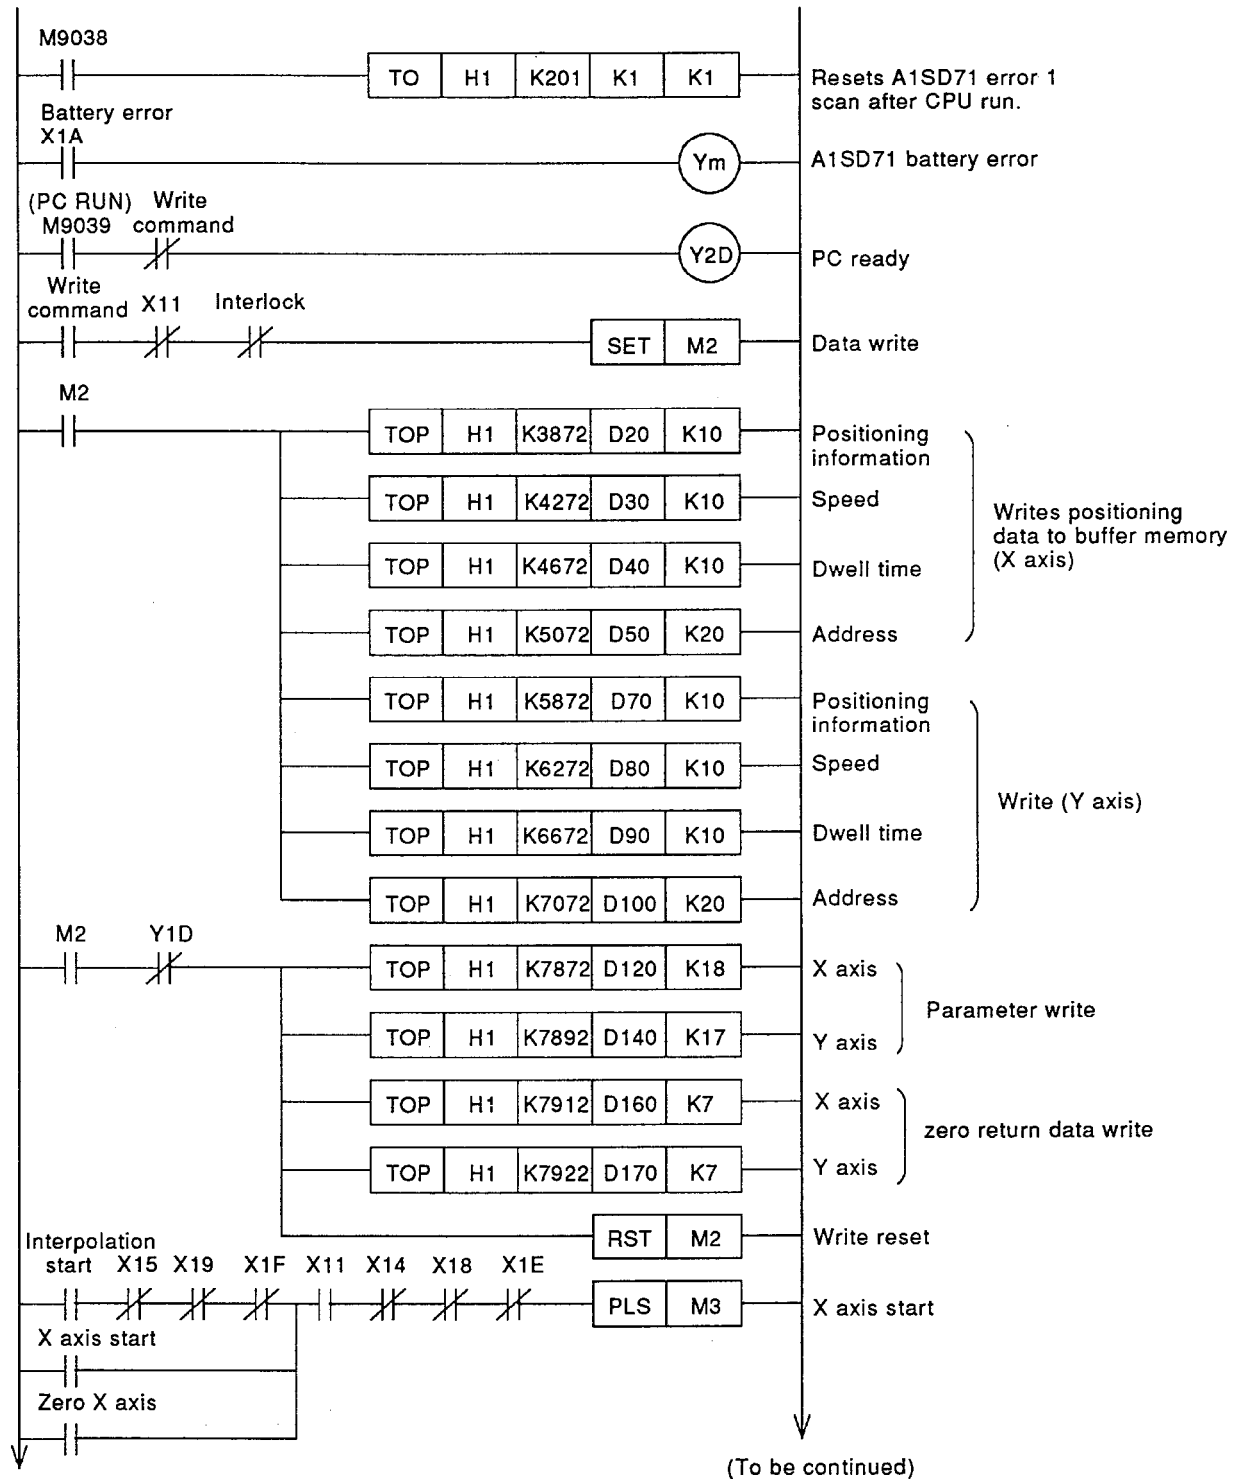 M9038
TO H1 K201 K1 K1
Resets A1SD71 error 1
scan after CPU run.
Battery error
X1A
Ym
A1SD71 battery error
(PC RUN) Write
M9039 command
Y2D
PC ready
Write
command X11 Interlock
SET M2
Data write
M2
TOP H1 K3872 D20 K10
Positioning
information
TOP H1 K4272 D30 K10
Speed
Writes positioning
data to buffer memory
(X axis)
TOP H1 K4672 D40 K10
Dwell time
TOP H1 K5072 D50 K20
Address
TOP H1 K5872 D70 K10
Positioning
information
TOP H1 K6272 D80 K10
Speed
Write (Y axis)
TOP H1 K6672 D90 K10
Dwell time
TOP H1 K7072 D100 K20
Address
M2 Y1D
TOP H1 K7872 D120 K18
X axis
Parameter write
TOP H1 K7892 D140 K17
Y axis
TOP H1 K7912 D160 K7
X axis
zero return data write
TOP H1 K7922 D170 K7
Y axis
RST M2
Write reset
Interpolation
start X15 X19 X1F X11 X14 X18 X1E
PLS M3
X axis start
X axis start
Zero X axis
(To be continued)